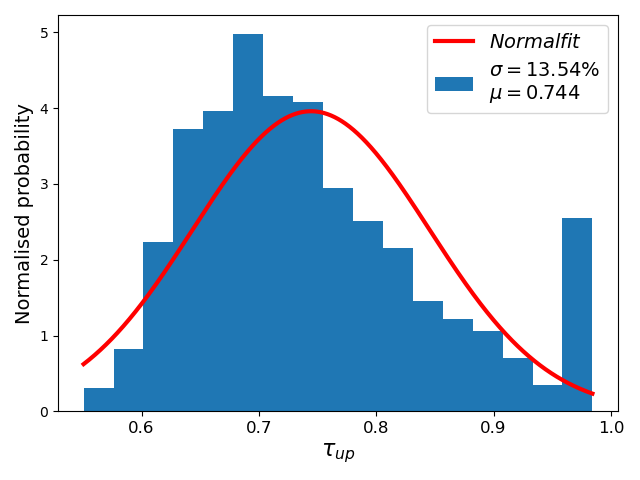 Normalfit
σ = 13.54%
μ = 0.744
Normalised probability
5
4
3
2
1
0
0.6 0.7 0.8 0.9 1.0
τ_up